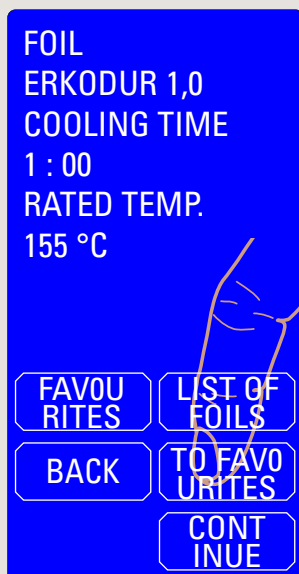 FOIL
ERKODUR 1,0
COOLING TIME
1 : 00
RATED TEMP.
155 °C
FAV0U
RITES
LIST OF
FOILS
BACK
TO FAV0
URITES
CONT
INUE